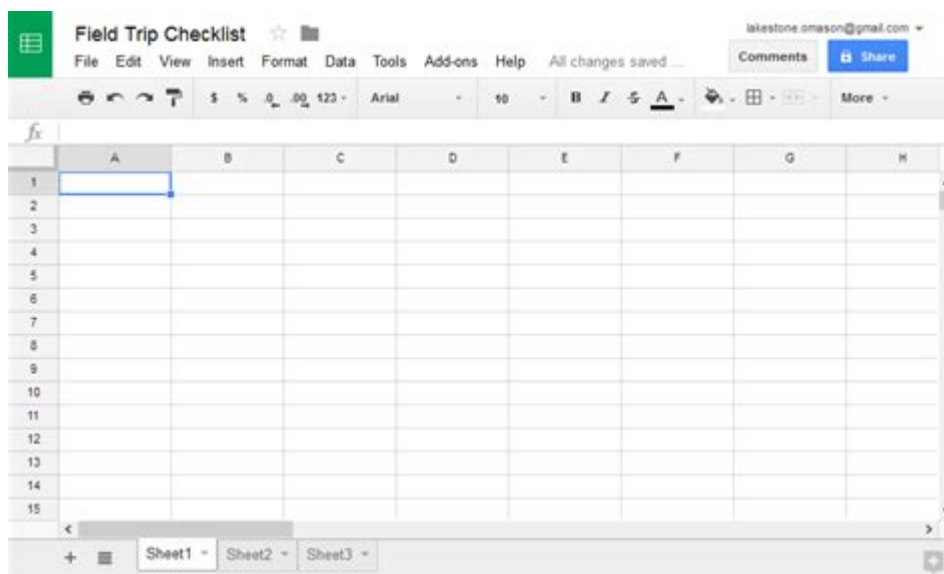 Field Trip Checklist
lakestone.omason@gmail.com
File Edit View Insert Format Data Tools Add-ons Help All changes saved ...
Comments Share
$ % .0 .00 123 Arial 10 B I S A More
fx
A B C D E F G H
1
2
3
4
5
6
7
8
9
10
11
12
13
14
15
+ Sheet1 Sheet2 Sheet3